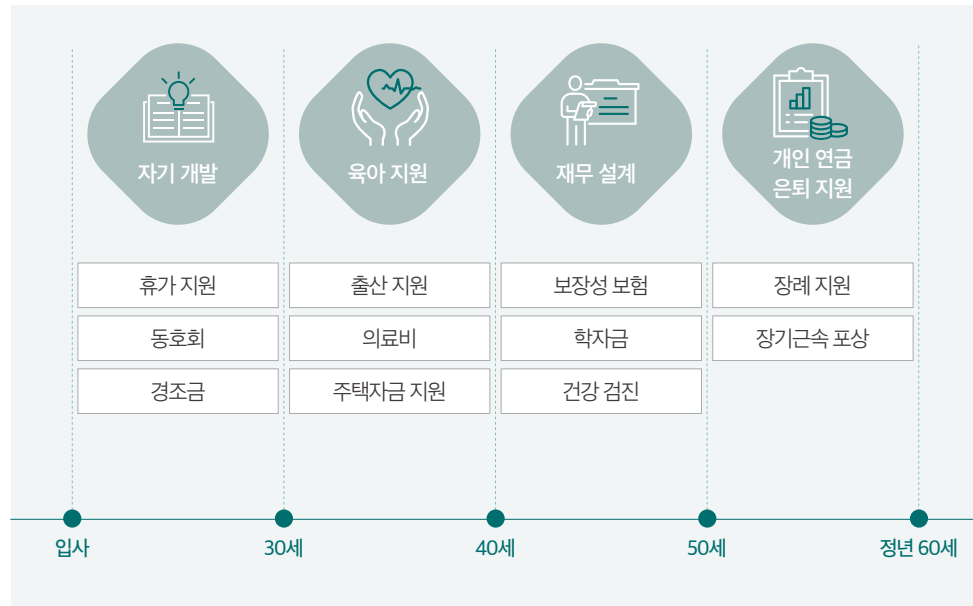 자기 개발
육아 지원
재무 설계
개인 연금
은퇴 지원
휴가 지원
출산 지원
보장성 보험
장례 지원
동호회
의료비
학자금
장기근속 포상
경조금
주택자금 지원
건강 검진
입사
30세
40세
50세
정년 60세